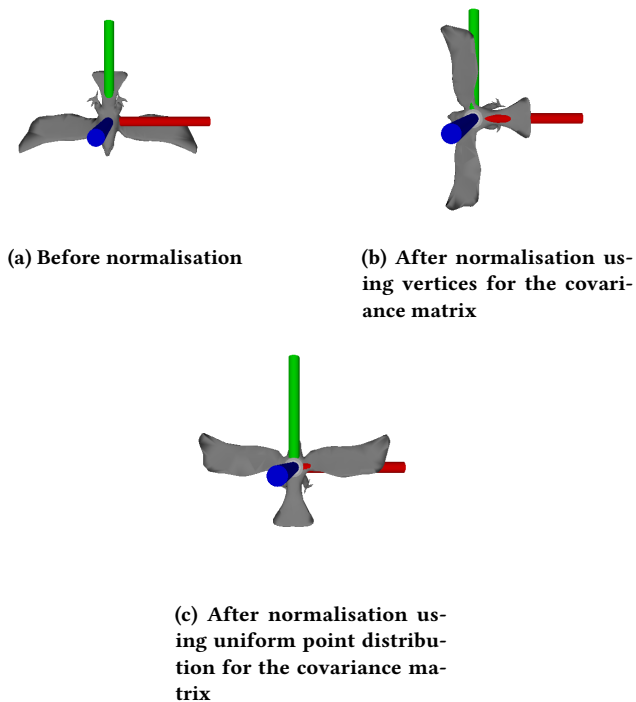 (a) Before normalisation
(b) After normalisation us-
ing vertices for the covari-
ance matrix
(c) After normalisation us-
ing uniform point distribu-
tion for the covariance ma-
trix